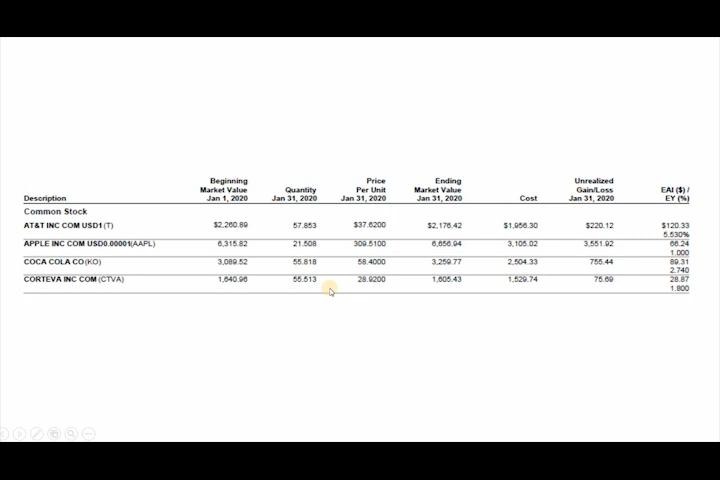 Beginning Price Ending Unrealized
Market Value Quantity Per Unit Market Value Gain/Loss EAI ($) /
Description Jan 1, 2020 Jan 31, 2020 Jan 31, 2020 Jan 31, 2020 Cost Jan 31, 2020 EY (%)
Common Stock
AT&T INC COM USD1 (T) $2,260.89 57.853 $37.6200 $2,176.42 $1,956.30 $220.12 $120.33
5.530%
APPLE INC COM USD0.00001(AAPL) 6,315.82 21.508 309.5100 6,656.94 3,105.02 3,551.92 66.24
1.000
COCA COLA CO (KO) 3,089.52 55.818 58.4000 3,259.77 2,504.33 755.44 89.31
2.740
CORTEVA INC COM (CTVA) 1,640.96 55.513 28.9200 1,605.43 1,529.74 75.69 28.87
1.800